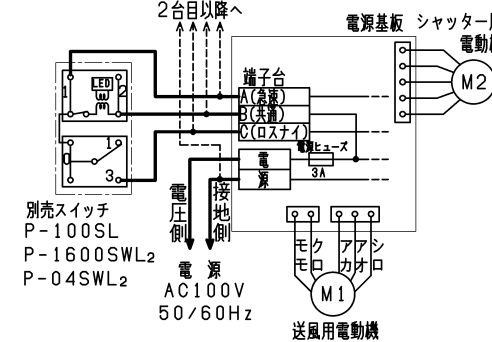 2台目以降へ
電源基板
シャッター用
電動機
端子台
LED
1
2
A(急速)
B(共通)
C(ロスナイ)
M2
電源ヒューズ
電
源
3A
0
1
3
電圧側
接地側
別売スイッチ
P-100SL
P-1600SWL2
P-04SWL2
電 源
AC100V
50/60Hz
モモ クロ アカ アオ シロ
M1
送風用電動機